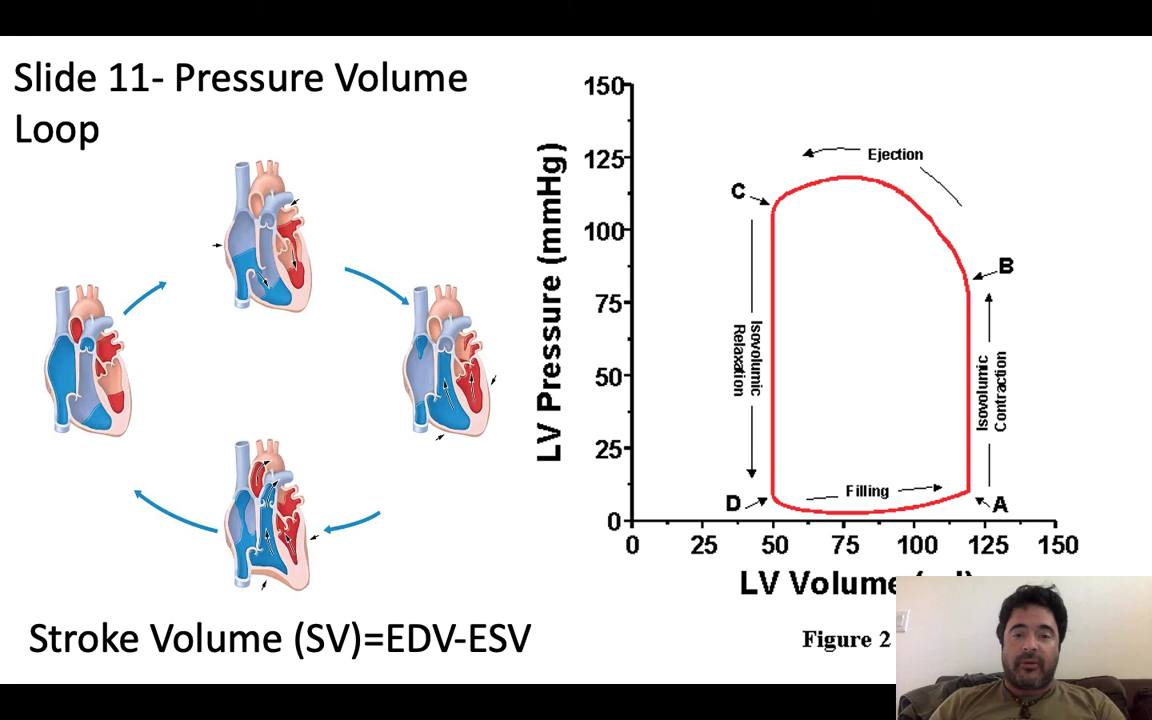 Slide 11- Pressure Volume
Loop
Stroke Volume (SV)=EDV-ESV
LV Pressure (mmHg)
150
125
100
75
50
25
0
0 25 50 75 100 125 150
LV Volume
Figure 2
Ejection
C
B
Isovolumic
Relaxation
Isovolumic
Contraction
D
Filling
A